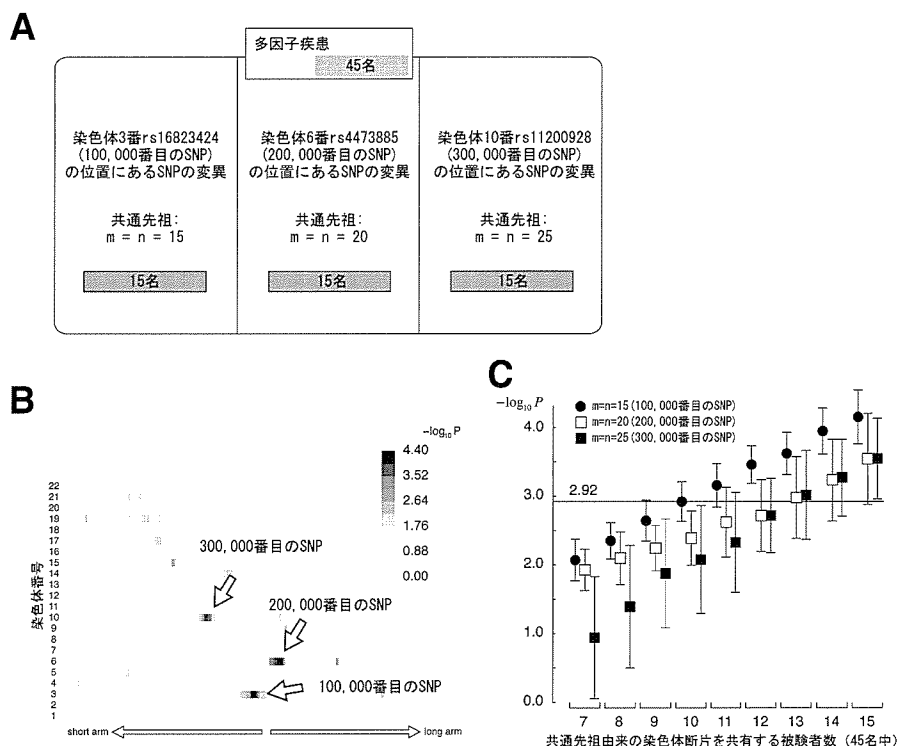 A
多因子疾患
45名
染色体3番rs16823424
(100,000番目のSNP)
の位置にあるSNPの変異
共通先祖:
m = n = 15
15名
染色体6番rs4473885
(200,000番目のSNP)
の位置にあるSNPの変異
共通先祖:
m = n = 20
15名
染色体10番rs11200928
(300,000番目のSNP)
の位置にあるSNPの変異
共通先祖:
m = n = 25
15名
B
−log₁₀ P
4.40
3.52
2.64
1.76
0.88
0.00
染色体番号
22
21
20
19
18
17
16
15
14
13
12
11
10
9
8
7
6
5
4
3
2
1
300,000番目のSNP
200,000番目のSNP
100,000番目のSNP
short arm
long arm
C
−log₁₀ P
m=n=15(100,000番目のSNP)
m=n=20(200,000番目のSNP)
m=n=25(300,000番目のSNP)
4.0
3.0
2.0
1.0
0.0
2.92
7 8 9 10 11 12 13 14 15
共通先祖由来の染色体断片を共有する被験者数 (45名中)